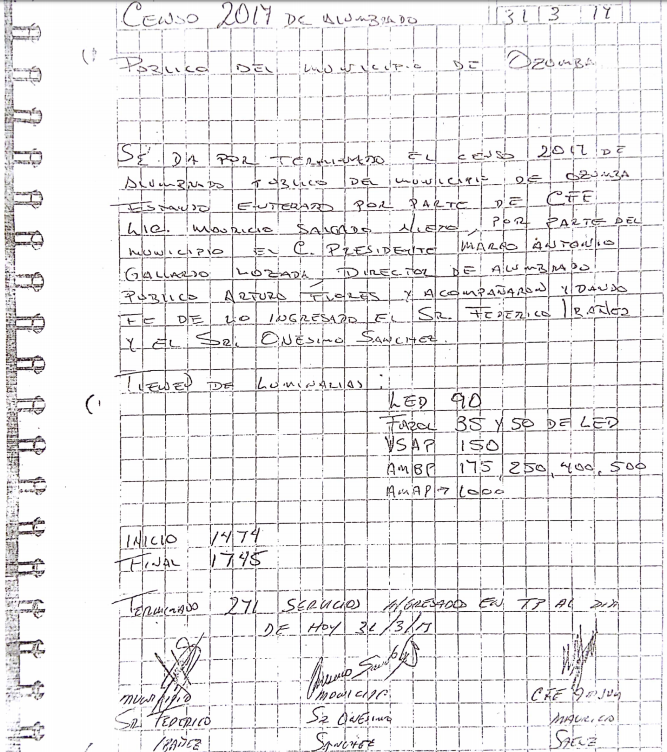 CENSO 2017 DE ALUMBRADO 31 3 17
PUBLICO DEL MUNICIPIO DE OZUMBA
SE DA POR TERMINADO EL CENSO 2017 DE
ALUMBRADO PUBLICO DEL MUNICIPIO DE OZUMBA
ESTANDO ENTERADO POR PARTE DE CFE
LIC. MAURICIO SALGADO NIETO, POR PARTE DEL
MUNICIPIO EL C. PRESIDENTE MARCO ANTONIO
GALLARDO LOZADA, DIRECTOR DE ALUMBRADO
PUBLICO ARTURO FLORES Y ACOMPAÑARON Y DANDO
FE DE LO INGRESADO EL SR. FEDERICO IBAÑEZ
Y EL SR. ONESIMO SANCHEZ.
TIENEN DE LUMINARIAS:
LED 90
FAROL 35 Y 50 DE LED
VSAP 150
AMBP 175, 250, 400, 500
AMAP 1000
INICIO 1474
FINAL 1745
TERMINADO 271 SERVICIOS INGRESADO EN TP AL DIA
DE HOY 31/3/17
MUNICIPIO MUNICIPIO CFE
SR FEDERICO SR ONESIMO MAURICIO
IBAÑEZ SANCHEZ